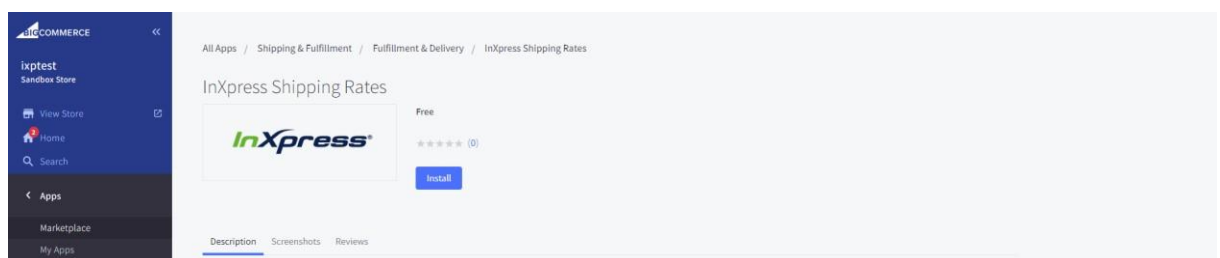 BIGCOMMERCE
ixptest
Sandbox Store
View Store
3
Home
Search
Apps
Marketplace
My Apps
All Apps / Shipping & Fulfillment / Fulfillment & Delivery / InXpress Shipping Rates
InXpress Shipping Rates
InXpress®
Free
(0)
Install
Description Screenshots Reviews